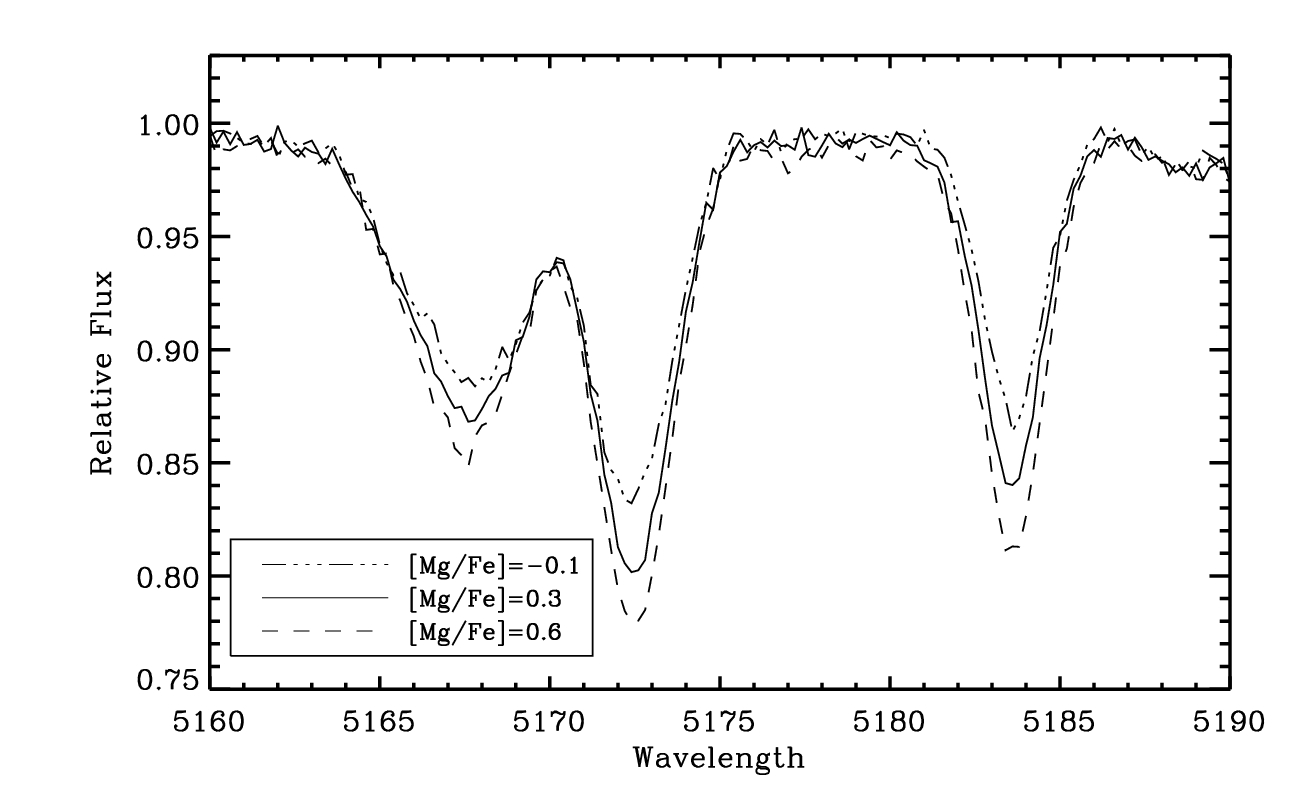 1.00
0.95
0.90
0.85
0.80
0.75
Relative Flux
[Mg/Fe]=−0.1
[Mg/Fe]=0.3
[Mg/Fe]=0.6
5160 5165 5170 5175 5180 5185 5190
Wavelength